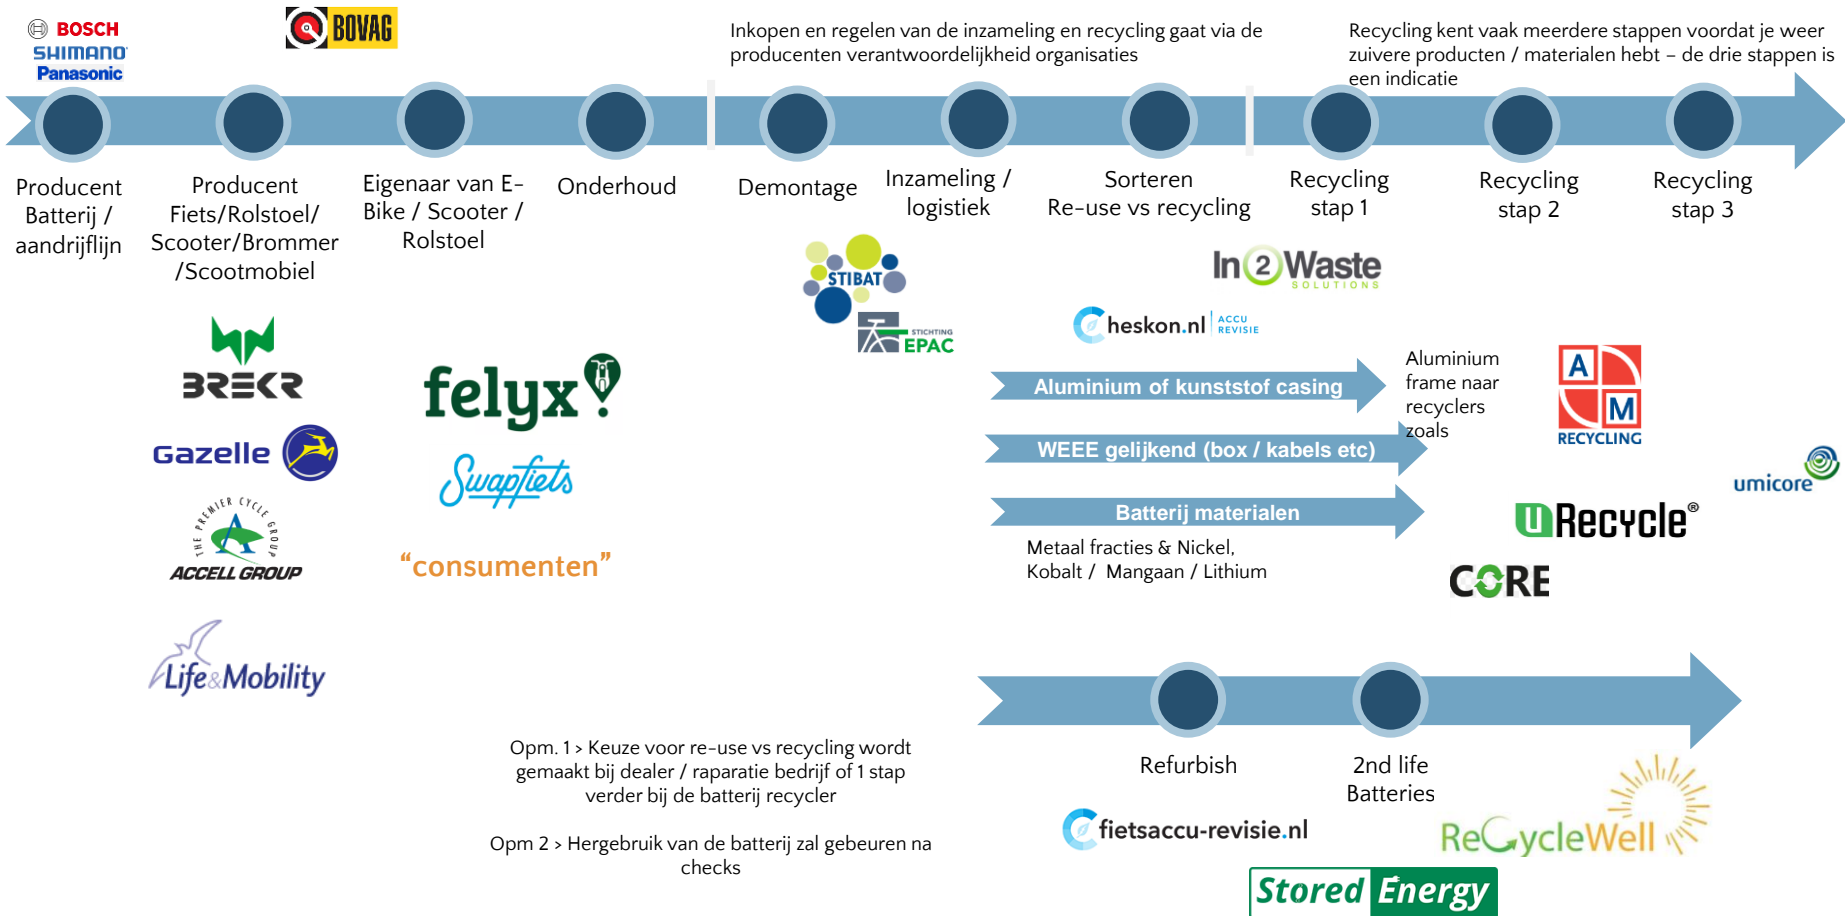 BOSCH
SHIMANO
Panasonic
BOVAG
Inkopen en regelen van de inzameling en recycling gaat via de
producenten verantwoordelijkheid organisaties
Recycling kent vaak meerdere stappen voordat je weer
zuivere producten / materialen hebt – de drie stappen is
een indicatie
Producent
Batterij /
aandrijflijn
Producent
Fiets/Rolstoel/
Scooter/Brommer
/Scootmobiel
Eigenaar van E-
Bike / Scooter /
Rolstoel
Onderhoud
Demontage
Inzameling /
logistiek
Sorteren
Re-use vs recycling
Recycling
stap 1
Recycling
stap 2
Recycling
stap 3
BREKR
Gazelle
THE PREMIER CYCLE GROUP
ACCELL GROUP
Life&Mobility
felyx
Swapfiets
“consumenten”
STIBAT
STICHTING
EPAC
In2Waste
SOLUTIONS
heskon.nl ACCU
REVISIE
Aluminium of kunststof casing
WEEE gelijkend (box / kabels etc)
Batterij materialen
Metaal fracties & Nickel,
Kobalt / Mangaan / Lithium
Aluminium
frame naar
recyclers
zoals
A
M
RECYCLING
umicore
uRecycle®
CORE
Opm. 1 > Keuze voor re-use vs recycling wordt
gemaakt bij dealer / raparatie bedrijf of 1 stap
verder bij de batterij recycler
Opm 2 > Hergebruik van de batterij zal gebeuren na
checks
Refurbish
2nd life
Batteries
fietsaccu-revisie.nl
ReCycleWell
Stored Energy